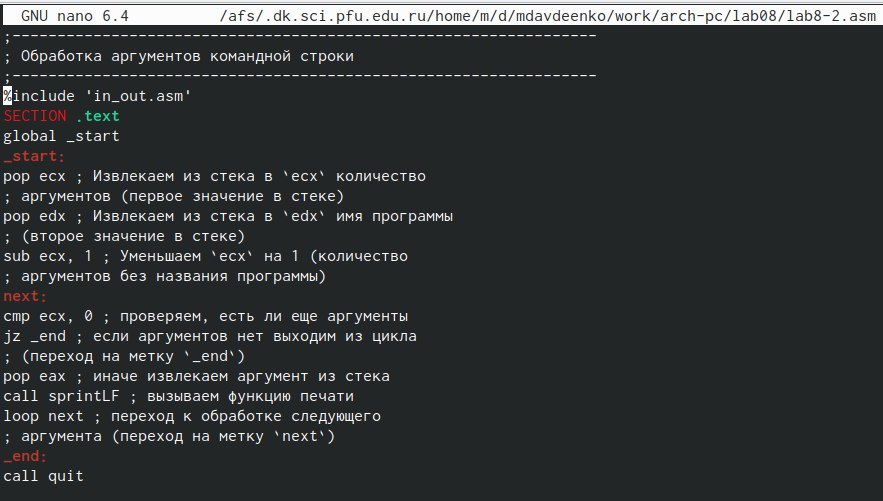 GNU nano 6.4 /afs/.dk.sci.pfu.edu.ru/home/m/d/mdavdeenko/work/arch-pc/lab08/lab8-2.asm
;-----------------------------------------------------------------
; Обработка аргументов командной строки
;-----------------------------------------------------------------
%include 'in_out.asm'
SECTION .text
global _start
_start:
pop ecx ; Извлекаем из стека в `ecx` количество
; аргументов (первое значение в стеке)
pop edx ; Извлекаем из стека в `edx` имя программы
; (второе значение в стеке)
sub ecx, 1 ; Уменьшаем `ecx` на 1 (количество
; аргументов без названия программы)
next:
cmp ecx, 0 ; проверяем, есть ли еще аргументы
jz _end ; если аргументов нет выходим из цикла
; (переход на метку `_end`)
pop eax ; иначе извлекаем аргумент из стека
call sprintLF ; вызываем функцию печати
loop next ; переход к обработке следующего
; аргумента (переход на метку `next`)
_end:
call quit